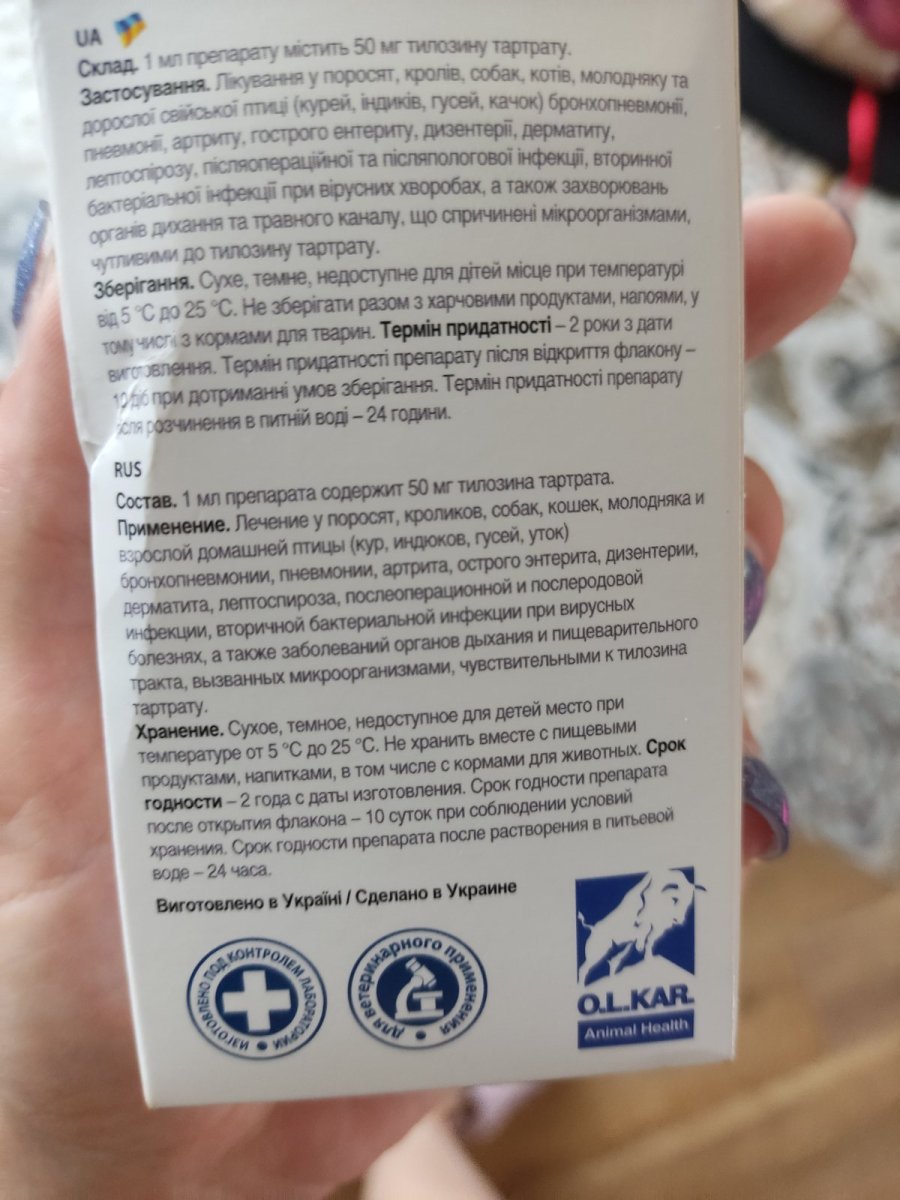 UA
Склад. 1 мл препарату містить 50 мг тилозину тартрату.
Застосування. Лікування у поросят, кролів, собак, котів, молодняку та
дорослої свійської птиці (курей, індиків, гусей, качок) бронхопневмонії,
пневмонії, артриту, гострого ентериту, дизентерії, дерматиту,
лептоспірозу, післяопераційної та післяпологової інфекції, вторинної
бактеріальної інфекції при вірусних хворобах, а також захворювань
органів дихання та травного каналу, що спричинені мікроорганізмами,
чутливими до тилозину тартрату.
Зберігання. Сухе, темне, недоступне для дітей місце при температурі
від 5 °С до 25 °С. Не зберігати разом з харчовими продуктами, напоями, у
тому числі з кормами для тварин. Термін придатності – 2 роки з дати
виготовлення. Термін придатності препарату після відкриття флакону –
10 діб при дотриманні умов зберігання. Термін придатності препарату
після розчинення в питній воді – 24 години.
RUS
Состав. 1 мл препарата содержит 50 мг тилозина тартрата.
Применение. Лечение у поросят, кроликов, собак, кошек, молодняка и
взрослой домашней птицы (кур, индюков, гусей, уток)
бронхопневмонии, пневмонии, артрита, острого энтерита, дизентерии,
дерматита, лептоспироза, послеоперационной и послеродовой
инфекции, вторичной бактериальной инфекции при вирусных
болезнях, а также заболеваний органов дыхания и пищеварительного
тракта, вызванных микроорганизмами, чувствительными к тилозина
тартрату.
Хранение. Сухое, темное, недоступное для детей место при
температуре от 5 °С до 25 °С. Не хранить вместе с пищевыми
продуктами, напитками, в том числе с кормами для животных. Срок
годности – 2 года с даты изготовления. Срок годности препарата
после открытия флакона – 10 суток при соблюдении условий
хранения. Срок годности препарата после растворения в питьевой
воде – 24 часа.
Виготовлено в Україні / Сделано в Украине
ИЗГОТОВЛЕНО ПОД КОНТРОЛЕМ ЛАБОРАТОРИИ
для ветеринарного применения
O.L.KAR.
Animal Health